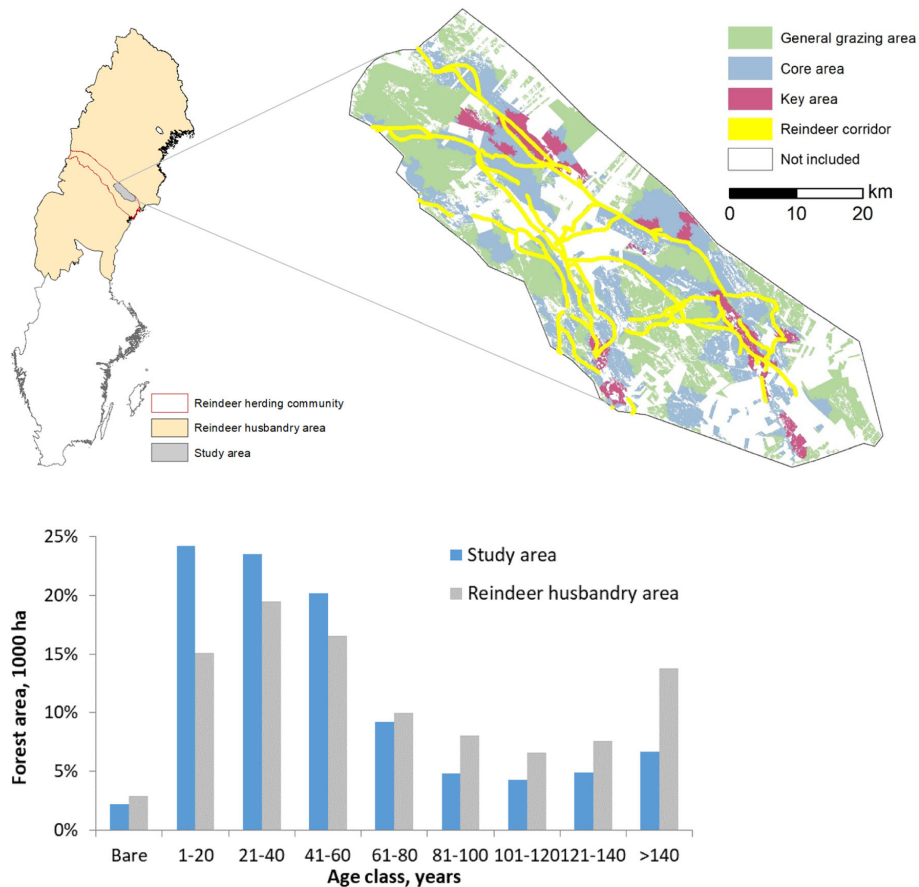 General grazing area
Core area
Key area
Reindeer corridor
Not included
km
0 10 20
Reindeer herding community
Reindeer husbandry area
Study area
Forest area, 1000 ha
25%
20%
15%
10%
5%
0%
Study area
Reindeer husbandry area
Bare 1-20 21-40 41-60 61-80 81-100 101-120 121-140 >140
Age class, years